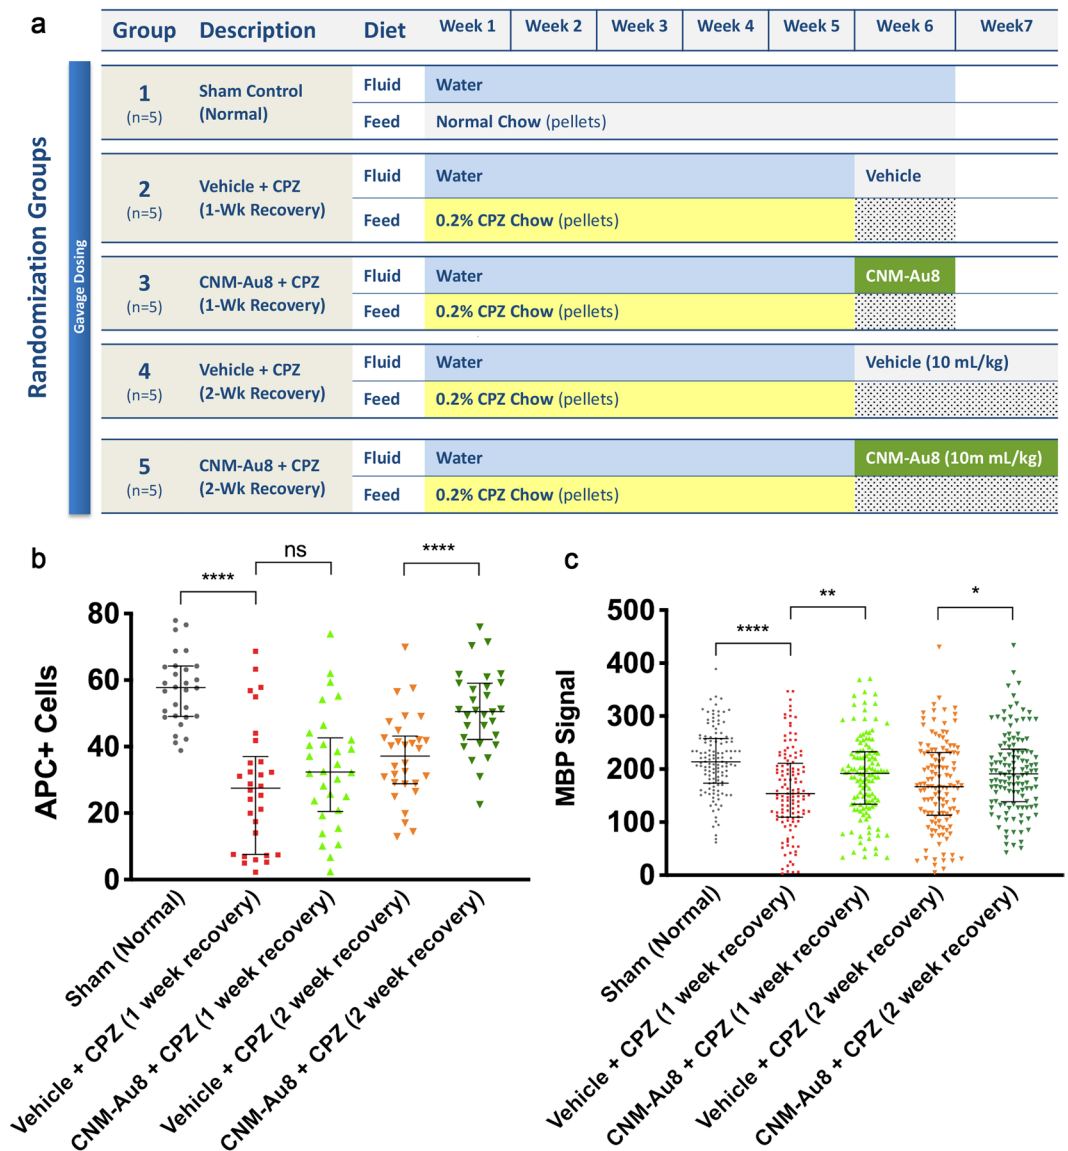 a
Group Description Diet Week 1 Week 2 Week 3 Week 4 Week 5 Week 6 Week7
Randomization Groups
Gavage Dosing
1
(n=5)
Sham Control
(Normal)
Fluid Water
Feed Normal Chow (pellets)
2
(n=5)
Vehicle + CPZ
(1-Wk Recovery)
Fluid Water Vehicle
Feed 0.2% CPZ Chow (pellets)
3
(n=5)
CNM-Au8 + CPZ
(1-Wk Recovery)
Fluid Water CNM-Au8
Feed 0.2% CPZ Chow (pellets)
4
(n=5)
Vehicle + CPZ
(2-Wk Recovery)
Fluid Water Vehicle (10 mL/kg)
Feed 0.2% CPZ Chow (pellets)
5
(n=5)
CNM-Au8 + CPZ
(2-Wk Recovery)
Fluid Water CNM-Au8 (10m mL/kg)
Feed 0.2% CPZ Chow (pellets)
b
**** ns ****
APC+ Cells
80
60
40
20
0
Sham (Normal)
Vehicle + CPZ (1 week recovery)
CNM-Au8 + CPZ (1 week recovery)
Vehicle + CPZ (2 week recovery)
CNM-Au8 + CPZ (2 week recovery)
c
**** ** *
MBP Signal
500
400
300
200
100
0
Sham (Normal)
Vehicle + CPZ (1 week recovery)
CNM-Au8 + CPZ (1 week recovery)
Vehicle + CPZ (2 week recovery)
CNM-Au8 + CPZ (2 week recovery)